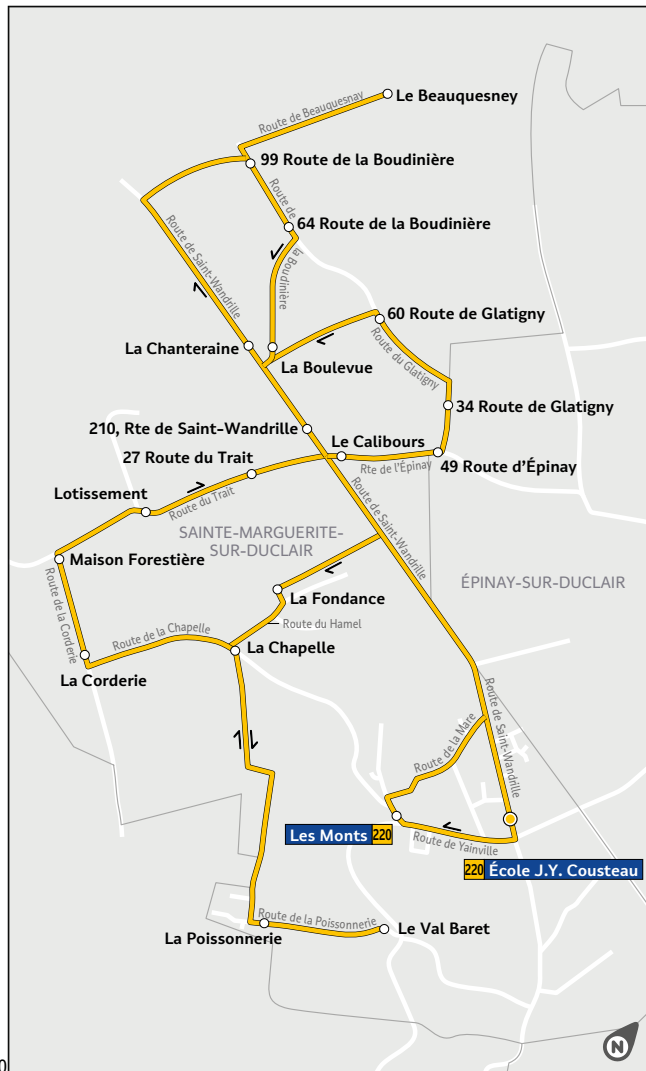 Le Beauquesney
Route de Beauquesnay
99 Route de la Boudinière
Route de
la Boudinière
64 Route de la Boudinière
Route de Saint-Wandrille
60 Route de Glatigny
Route du Glatigny
La Chanteraine
La Boulevue
34 Route de Glatigny
210, Rte de Saint-Wandrille
Le Calibours
27 Route du Trait
Rte de l'Épinay
49 Route d'Épinay
Lotissement
Route du Trait
Route de Saint-Wandrille
SAINTE-MARGUERITE-
SUR-DUCLAIR
Maison Forestière
ÉPINAY-SUR-DUCLAIR
La Fondance
Route de la Corderie
Route de la Chapelle
Route du Hamel
La Chapelle
La Corderie
Route de Saint-Wandrille
Route de la Mare
Les Monts 220
Route de Yainville
220 École J.Y. Cousteau
Route de la Poissonnerie
La Poissonnerie
Le Val Baret
N